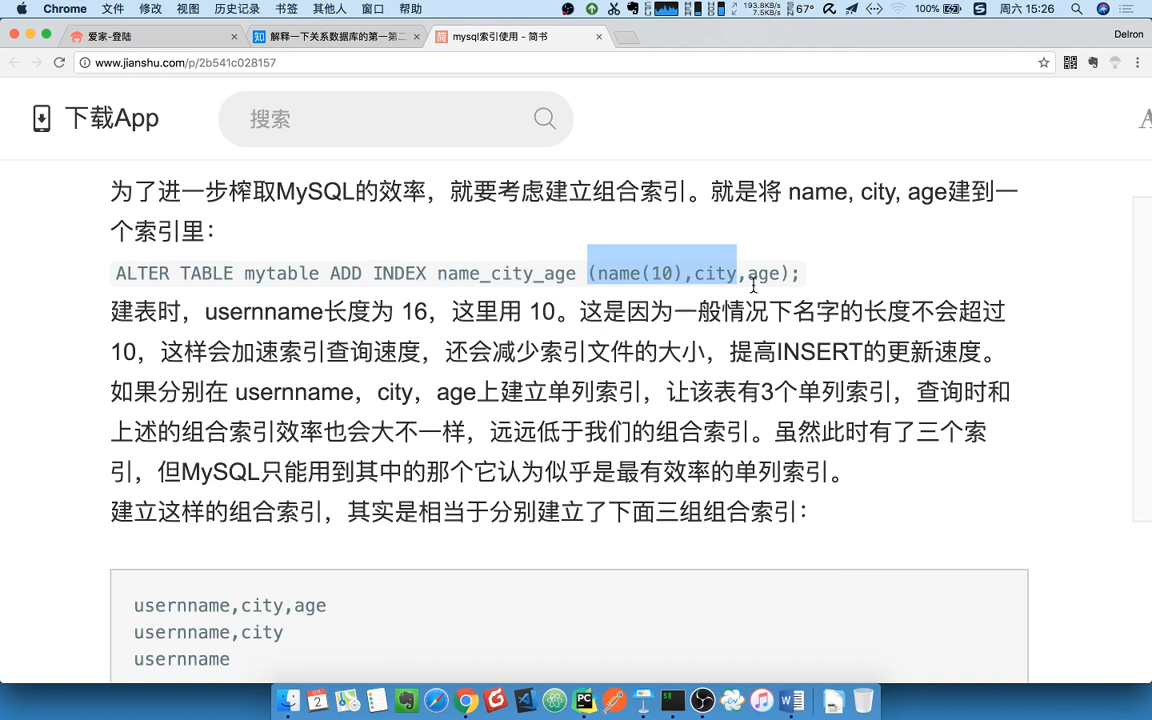 Chrome 文件 修改 视图 历史记录 书签 其他人 窗口 帮助 193.8KB/s 7.5KB/s 67° 100% 周六 15:26
爱家-登陆 解释一下关系数据库的第一第二 mysql索引使用 - 简书 Delron
www.jianshu.com/p/2b541c028157
下载App 搜索 A
为了进一步榨取MySQL的效率，就要考虑建立组合索引。就是将 name, city, age建到一
个索引里：
ALTER TABLE mytable ADD INDEX name_city_age (name(10),city,age);
建表时，usernname长度为 16，这里用 10。这是因为一般情况下名字的长度不会超过
10，这样会加速索引查询速度，还会减少索引文件的大小，提高INSERT的更新速度。
如果分别在 usernname，city，age上建立单列索引，让该表有3个单列索引，查询时和
上述的组合索引效率也会大不一样，远远低于我们的组合索引。虽然此时有了三个索
引，但MySQL只能用到其中的那个它认为似乎是最有效率的单列索引。
建立这样的组合索引，其实是相当于分别建立了下面三组组合索引：
usernname,city,age
usernname,city
usernname